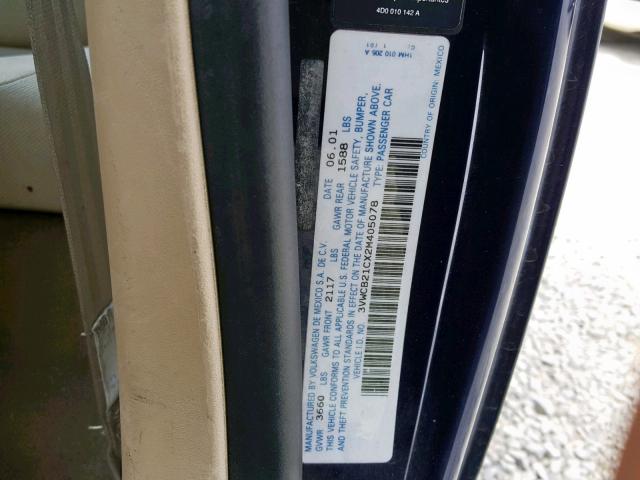 4D0 010 142 A
1HM 010 205 A
C: 1 /01
MANUFACTURED BY VOLKSWAGEN DE MEXICO S.A. DE C.V. DATE 06.01
GVWR 3660 LBS GAWR FRONT 2117 LBS GAWR REAR 1588 LBS
THIS VEHICLE CONFORMS TO ALL APPLICABLE U.S. FEDERAL MOTOR VEHICLE SAFETY, BUMPER,
AND THEFT PREVENTION STANDARDS IN EFFECT ON THE DATE OF MANUFACTURE SHOWN ABOVE.
VEHICLE I.D. NO. 3VWCB21CX2M405078 TYPE: PASSENGER CAR
COUNTRY OF ORIGIN: MEXICO